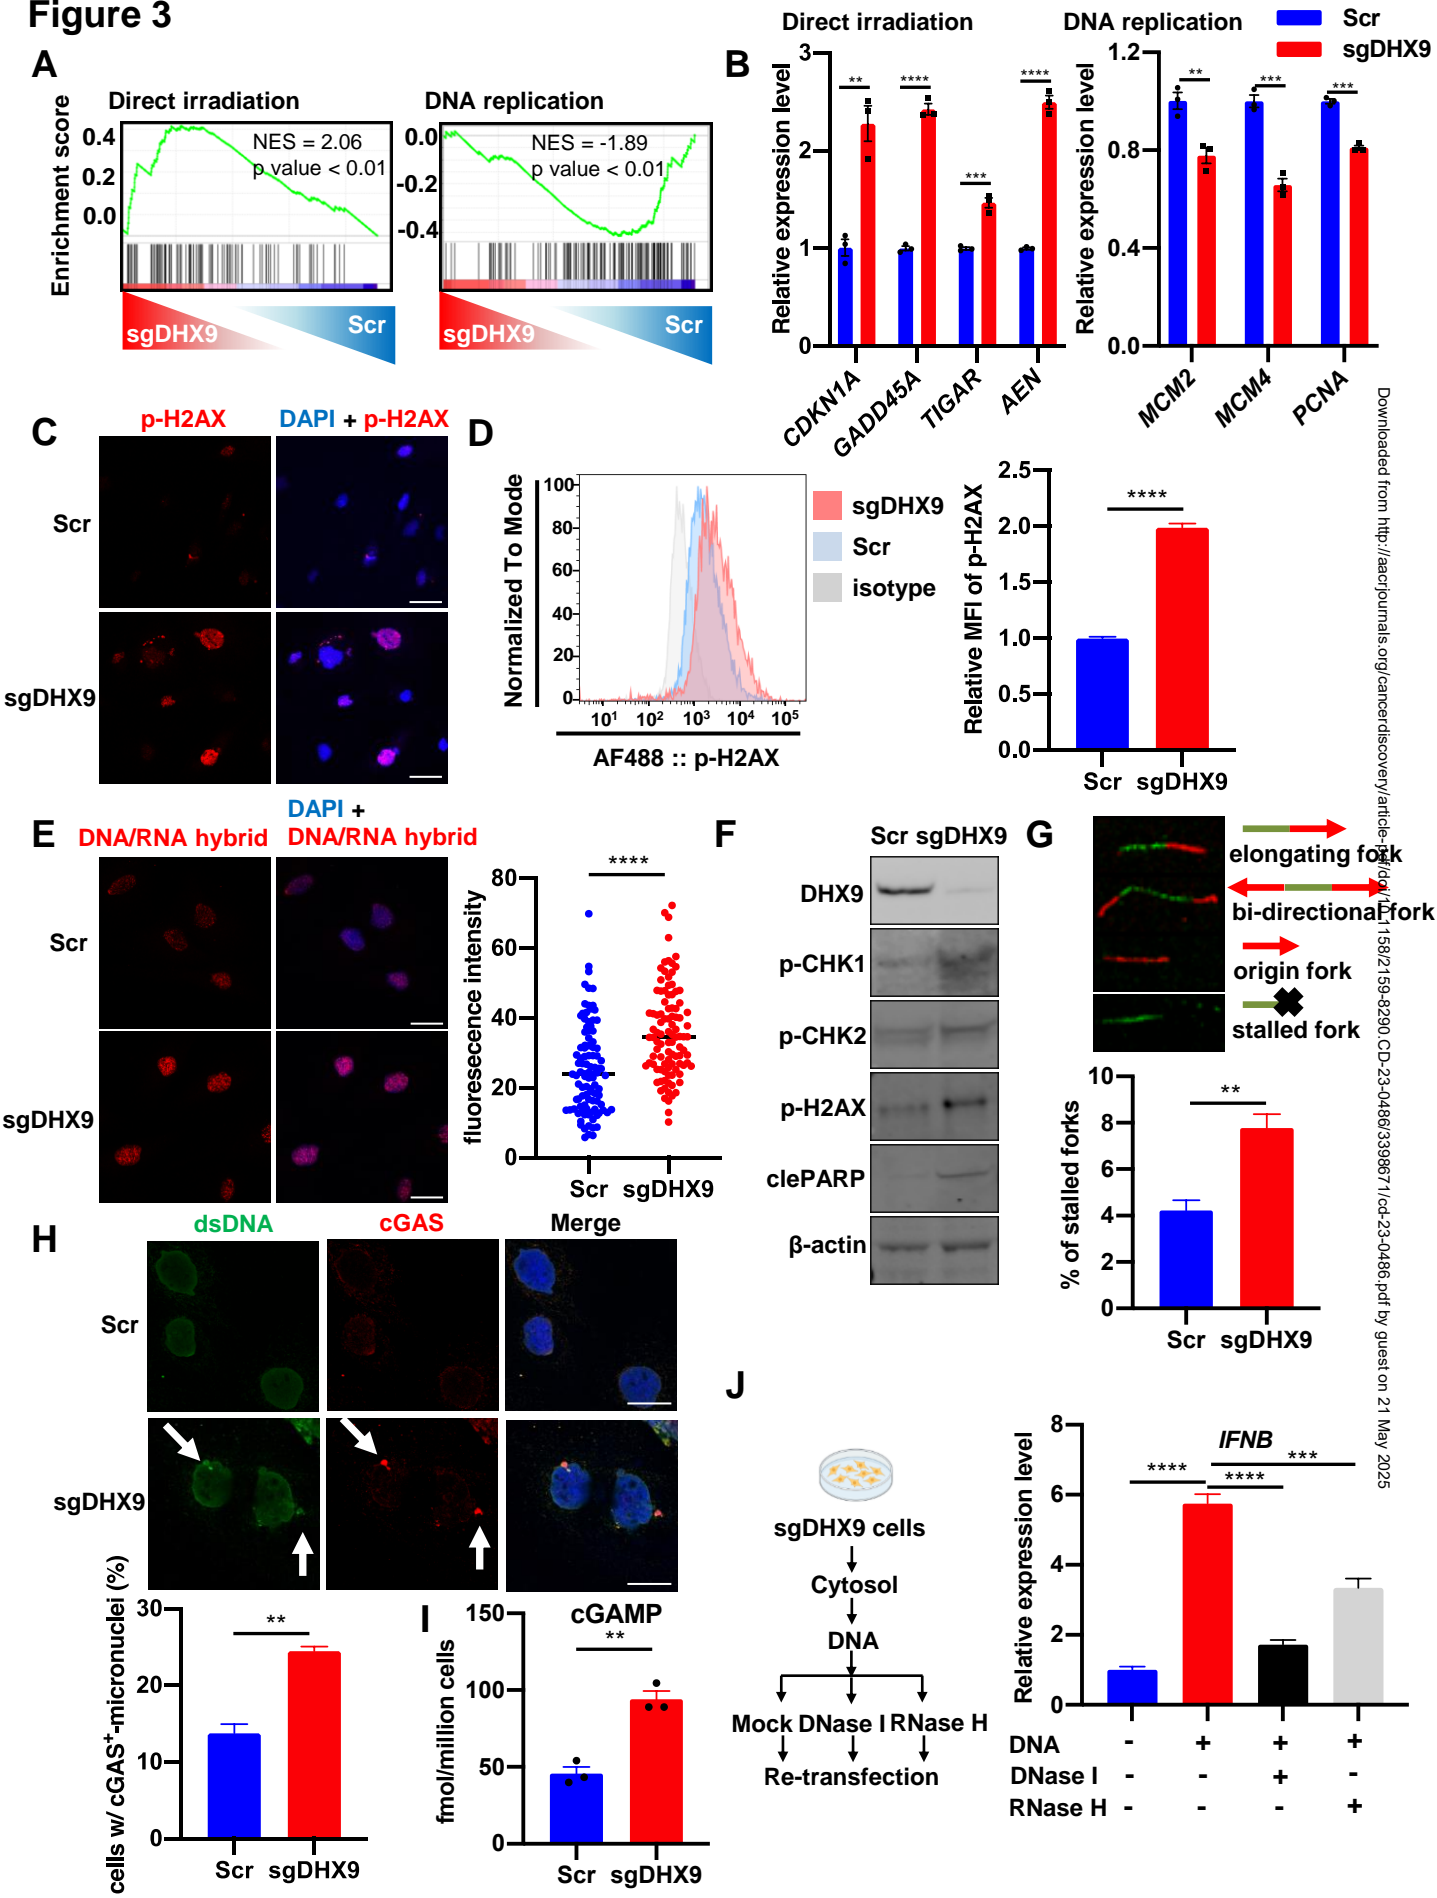 Figure 3
A
Direct irradiation
DNA replication
Enrichment score
0.4
0.2
0.0
NES = 2.06
p value < 0.01
0.0
-0.2
-0.4
NES = -1.89
p value < 0.01
sgDHX9
Scr
sgDHX9
Scr
B
Direct irradiation
DNA replication
Scr
sgDHX9
Relative expression level
3
2
1
0
**
****
***
****
CDKN1A
GADD45A
TIGAR
AEN
Relative expression level
1.2
0.8
0.4
0.0
**
***
***
MCM2
MCM4
PCNA
C
p-H2AX
DAPI + p-H2AX
Scr
sgDHX9
D
Normalized To Mode
100
80
60
40
20
0
10¹
10²
10³
10⁴
10⁵
AF488 :: p-H2AX
sgDHX9
Scr
isotype
Relative MFI of p-H2AX
2.5
2.0
1.5
1.0
0.5
0.0
****
Scr
sgDHX9
E
DNA/RNA hybrid
DAPI +
DNA/RNA hybrid
Scr
sgDHX9
fluoresecence intensity
80
60
40
20
0
****
Scr
sgDHX9
F
Scr sgDHX9
DHX9
p-CHK1
p-CHK2
p-H2AX
clePARP
β-actin
G
elongating fork
bi-directional fork
origin fork
stalled fork
% of stalled forks
10
8
6
4
2
0
**
Scr
sgDHX9
H
dsDNA
cGAS
Merge
Scr
sgDHX9
cells w/ cGAS⁺-micronuclei (%)
30
20
10
0
**
Scr
sgDHX9
I
cGAMP
fmol/million cells
150
100
50
0
**
Scr
sgDHX9
J
sgDHX9 cells
Cytosol
DNA
Mock DNase I RNase H
Re-transfection
IFNB
Relative expression level
8
6
4
2
0
****
****
***
DNA - + + +
DNase I - - + -
RNase H - - - +
Downloaded from http://aacrjournals.org/cancerdiscovery/article-pdf/doi/10.1158/2159-8290.CD-23-0486/3398671/cd-23-0486.pdf by guest on 21 May 2025